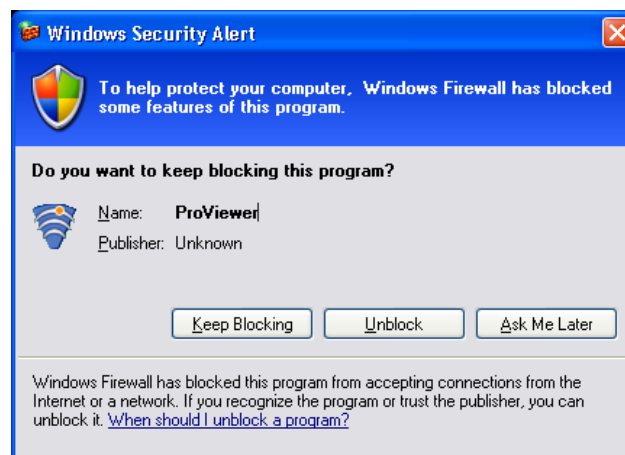 Windows Security Alert
To help protect your computer, Windows Firewall has blocked
some features of this program.
Do you want to keep blocking this program?
Name: ProViewer
Publisher: Unknown
Keep Blocking Unblock Ask Me Later
Windows Firewall has blocked this program from accepting connections from the
Internet or a network. If you recognize the program or trust the publisher, you can
unblock it. When should I unblock a program?